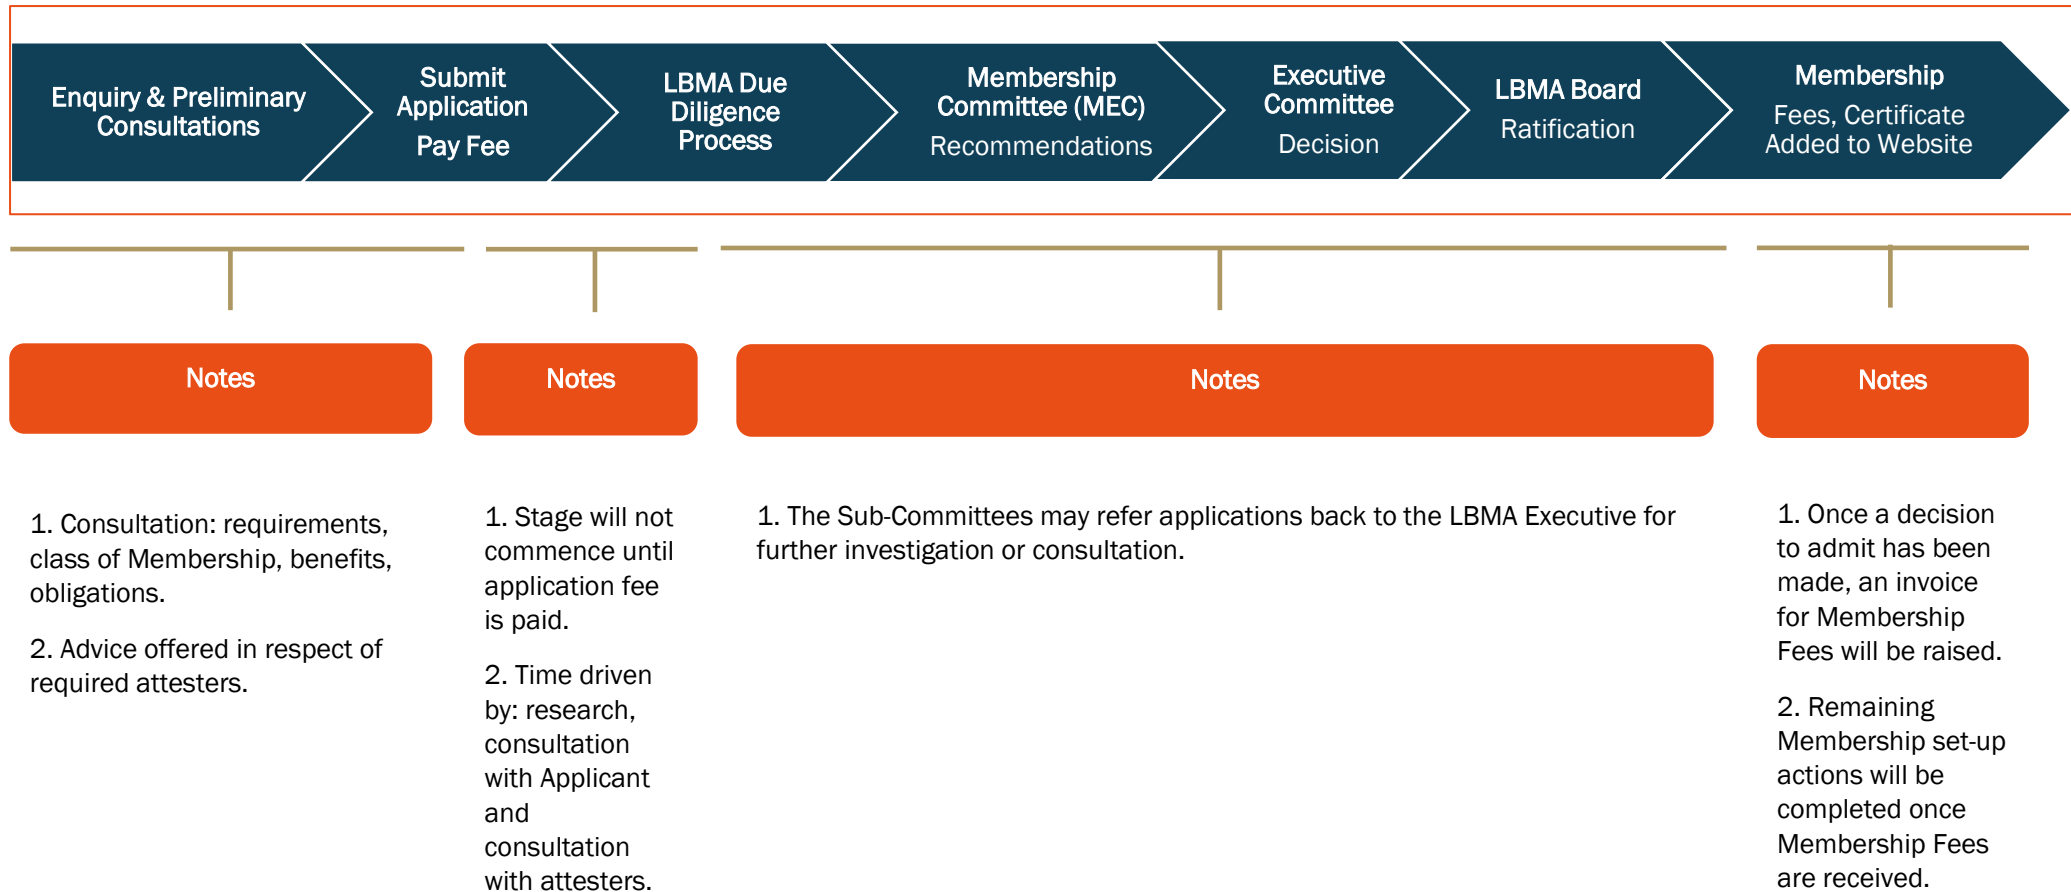 Enquiry & Preliminary
Consultations
Submit
Application
Pay Fee
LBMA Due
Diligence
Process
Membership
Committee (MEC)
Recommendations
Executive
Committee
Decision
LBMA Board
Ratification
Membership
Fees, Certificate
Added to Website
Notes
1. Consultation: requirements,
class of Membership, benefits,
obligations.
2. Advice offered in respect of
required attesters.
Notes
1. Stage will not
commence until
application fee
is paid.
2. Time driven
by: research,
consultation
with Applicant
and
consultation
with attesters.
Notes
1. The Sub-Committees may refer applications back to the LBMA Executive for
further investigation or consultation.
Notes
1. Once a decision
to admit has been
made, an invoice
for Membership
Fees will be raised.
2. Remaining
Membership set-up
actions will be
completed once
Membership Fees
are received.